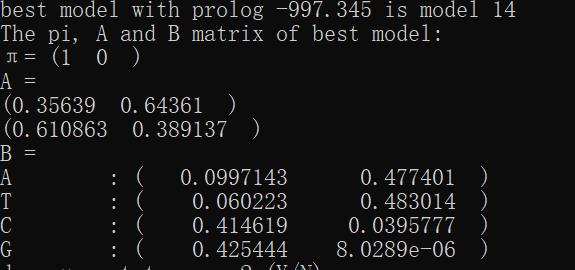 best model with prolog -997.345 is model 14
The pi, A and B matrix of best model:
π= (1 0 )
A =
(0.35639 0.64361 )
(0.610863 0.389137 )
B =
A : ( 0.0997143 0.477401 )
T : ( 0.060223 0.483014 )
C : ( 0.414619 0.0395777 )
G : ( 0.425444 8.0289e-06 )
(Y/N)